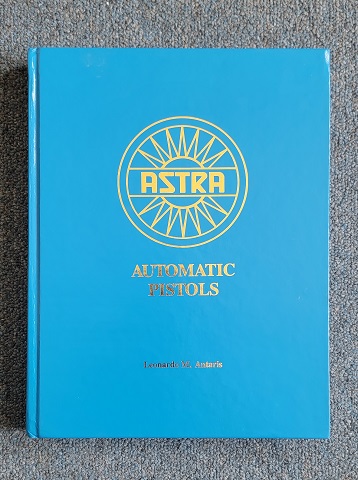 ASTRA
AUTOMATIC
PISTOLS
Leonardo M. Antaris